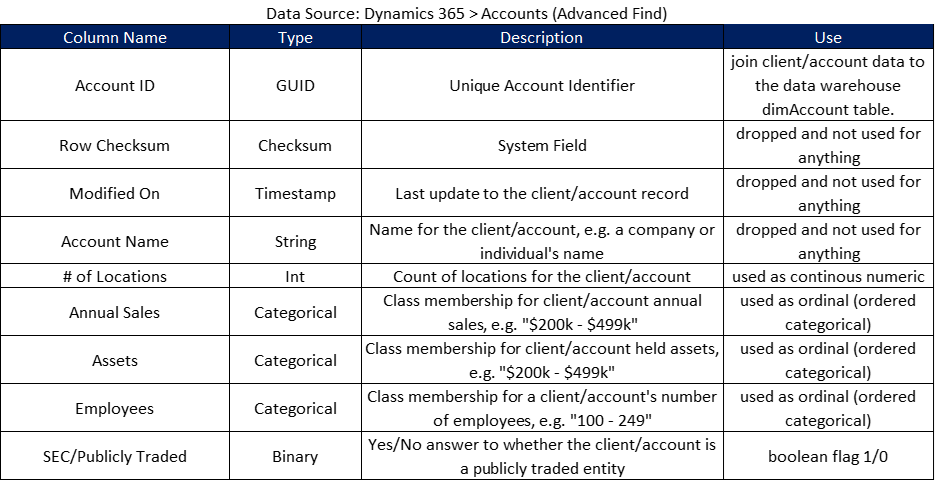 Data Source: Dynamics 365 > Accounts (Advanced Find)
Column Name Type Description Use
Account ID GUID Unique Account Identifier join client/account data to
the data warehouse
dimAccount table.
Row Checksum Checksum System Field dropped and not used for
anything
Modified On Timestamp Last update to the client/account record dropped and not used for
anything
Account Name String Name for the client/account, e.g. a company or
individual's name
dropped and not used for
anything
# of Locations Int Count of locations for the client/account used as continous numeric
Annual Sales Categorical Class membership for client/account annual
sales, e.g. "$200k - $499k"
used as ordinal (ordered
categorical)
Assets Categorical Class membership for client/account held assets,
e.g. "$200k - $499k"
used as ordinal (ordered
categorical)
Employees Categorical Class membership for a client/account's number
of employees, e.g. "100 - 249"
used as ordinal (ordered
categorical)
SEC/Publicly Traded Binary Yes/No answer to whether the client/account is
a publicly traded entity
boolean flag 1/0